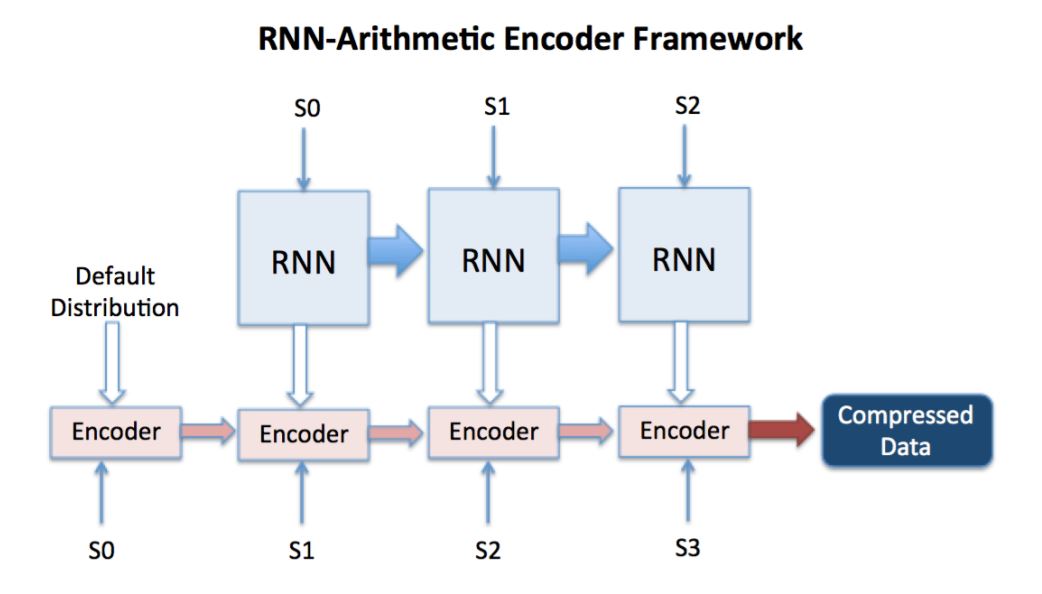 RNN-Arithmetic Encoder Framework
S0
S1
S2
RNN
RNN
RNN
Default
Distribution
Encoder
Encoder
Encoder
Encoder
Compressed
Data
S0
S1
S2
S3